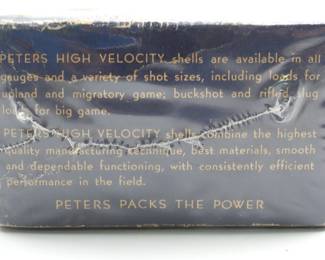 PETERS HIGH VELOCITY shells are available in all
gauges and a variety of shot sizes, including loads for
upland and migratory game; buckshot and rifled slug
loads for big game.
PETERS HIGH VELOCITY shells combine the highest
quality manufacturing technique, best materials, smooth
and dependable functioning, with consistently efficient
performance in the field.
PETERS PACKS THE POWER